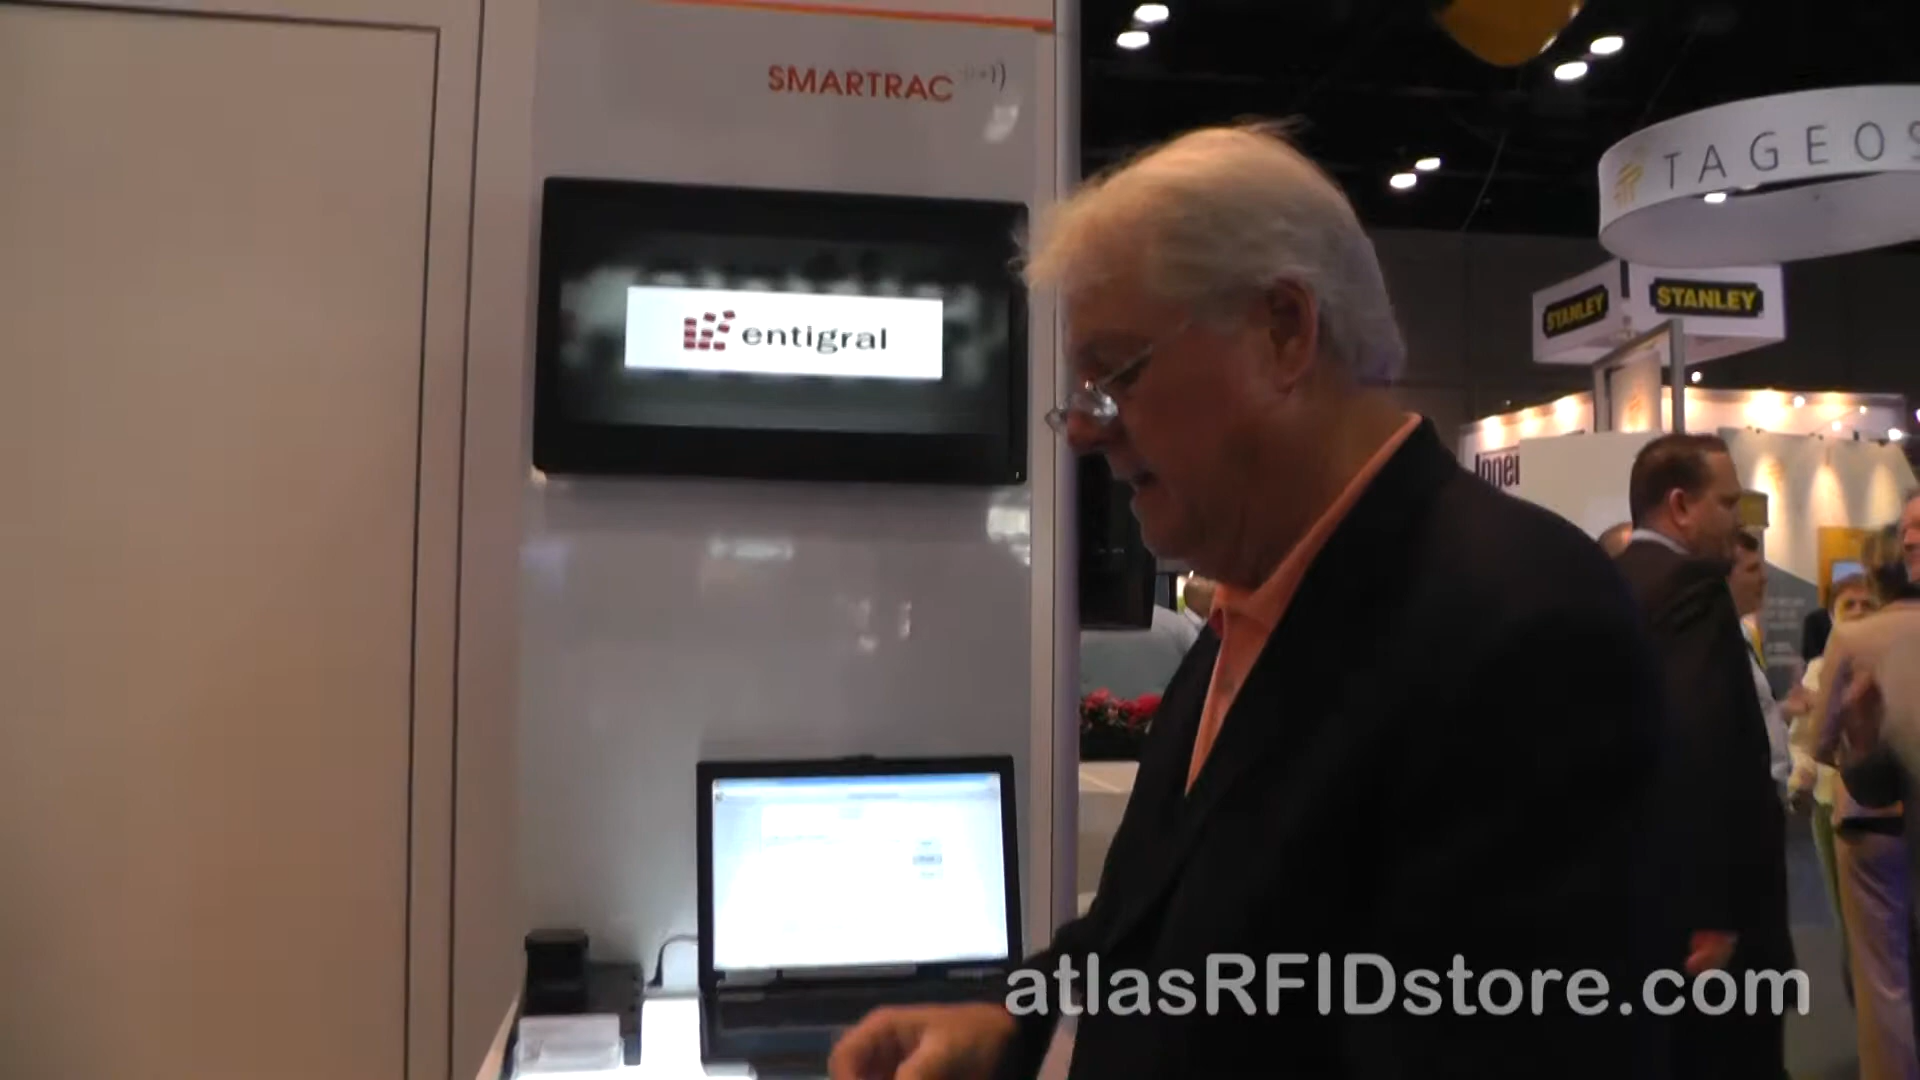 SMARTRAC
TAGEOS
STANLEY
STANLEY
entigral
atlasRFIDstore.com